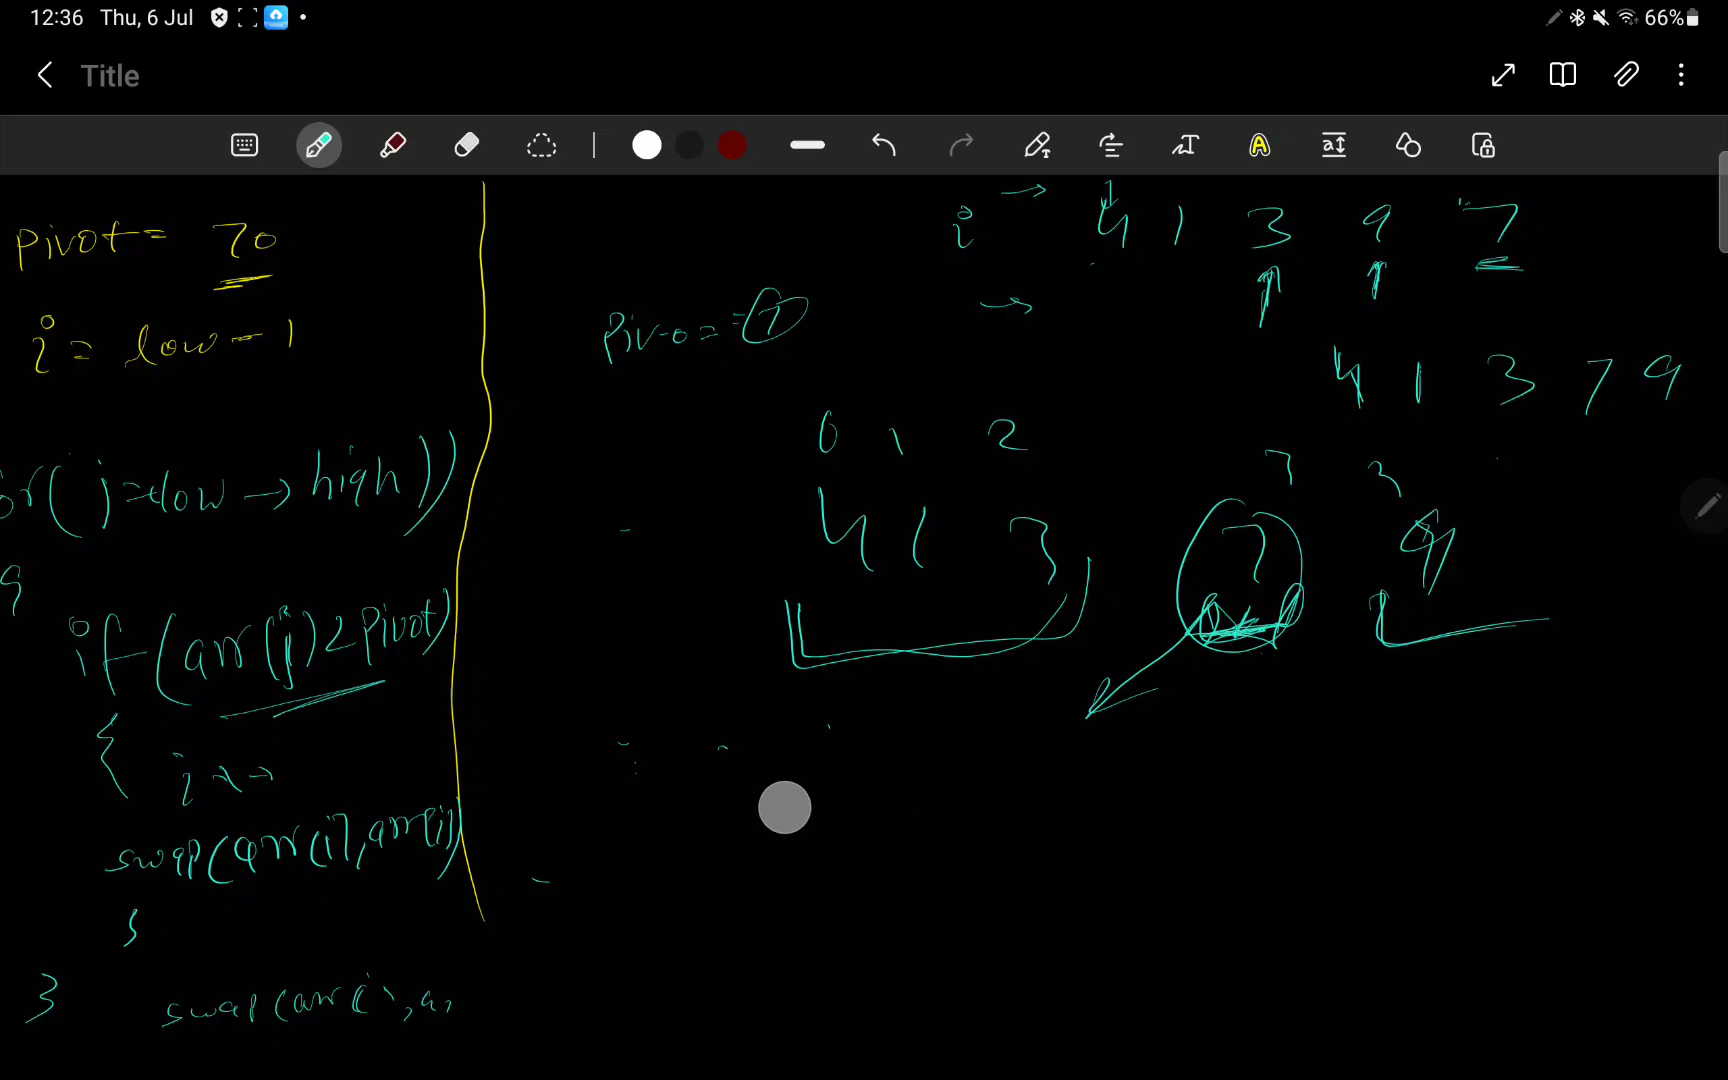 12:36 Thu, 6 Jul 66%
Title
pivot = 70
i = low - 1
or(j=low → high))
if (arr(j) < Pivot)
{ i++
swap(arr(i], arr(j)
}
3
swap(arr(i),
i → 4 1 3 9 7
Piv-o = 7
→
4 1 3 7 9
0 1 2
4 1 3 7 9